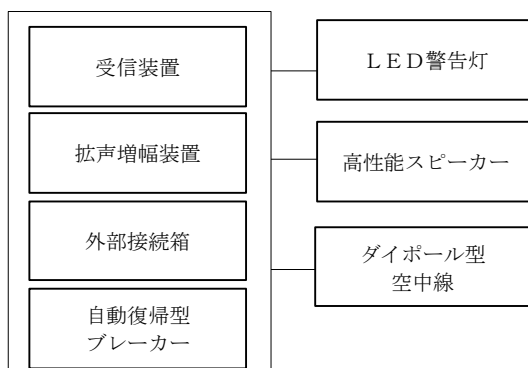 受信装置
拡声増幅装置
外部接続箱
自動復帰型
ブレーカー
ＬＥＤ警告灯
高性能スピーカー
ダイポール型
空中線